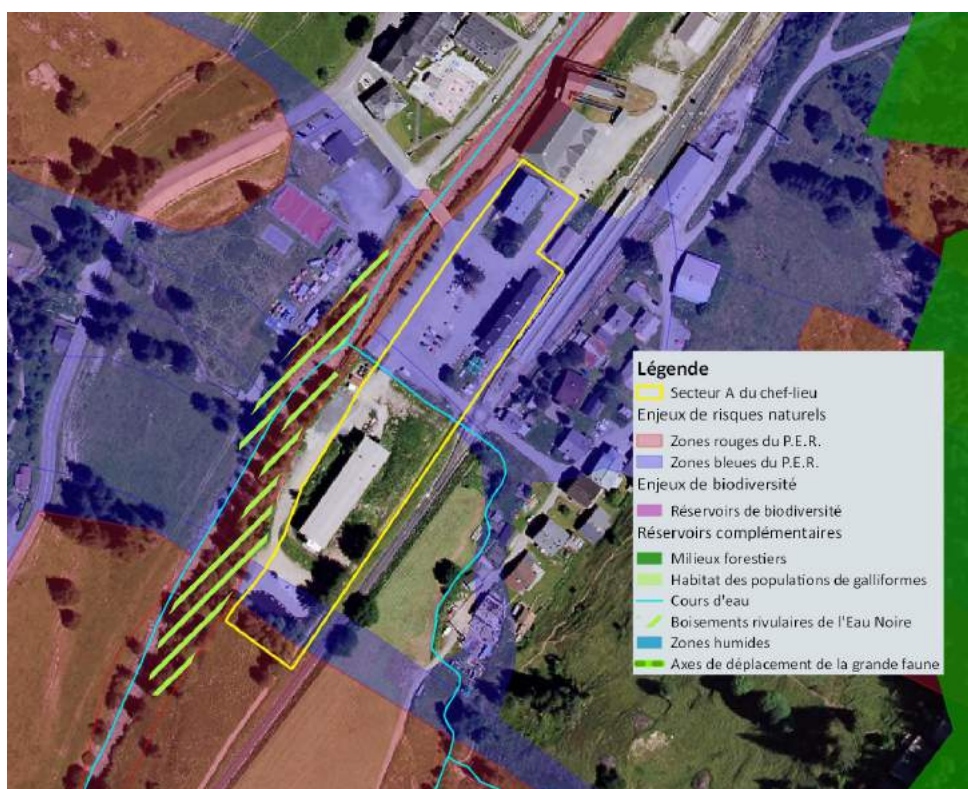 Légende
Secteur A du chef-lieu
Enjeux de risques naturels
Zones rouges du P.E.R.
Zones bleues du P.E.R.
Enjeux de biodiversité
Réservoirs de biodiversité
Réservoirs complémentaires
Milieux forestiers
Habitat des populations de galliformes
Cours d'eau
Boisements rivulaires de l'Eau Noire
Zones humides
Axes de déplacement de la grande faune